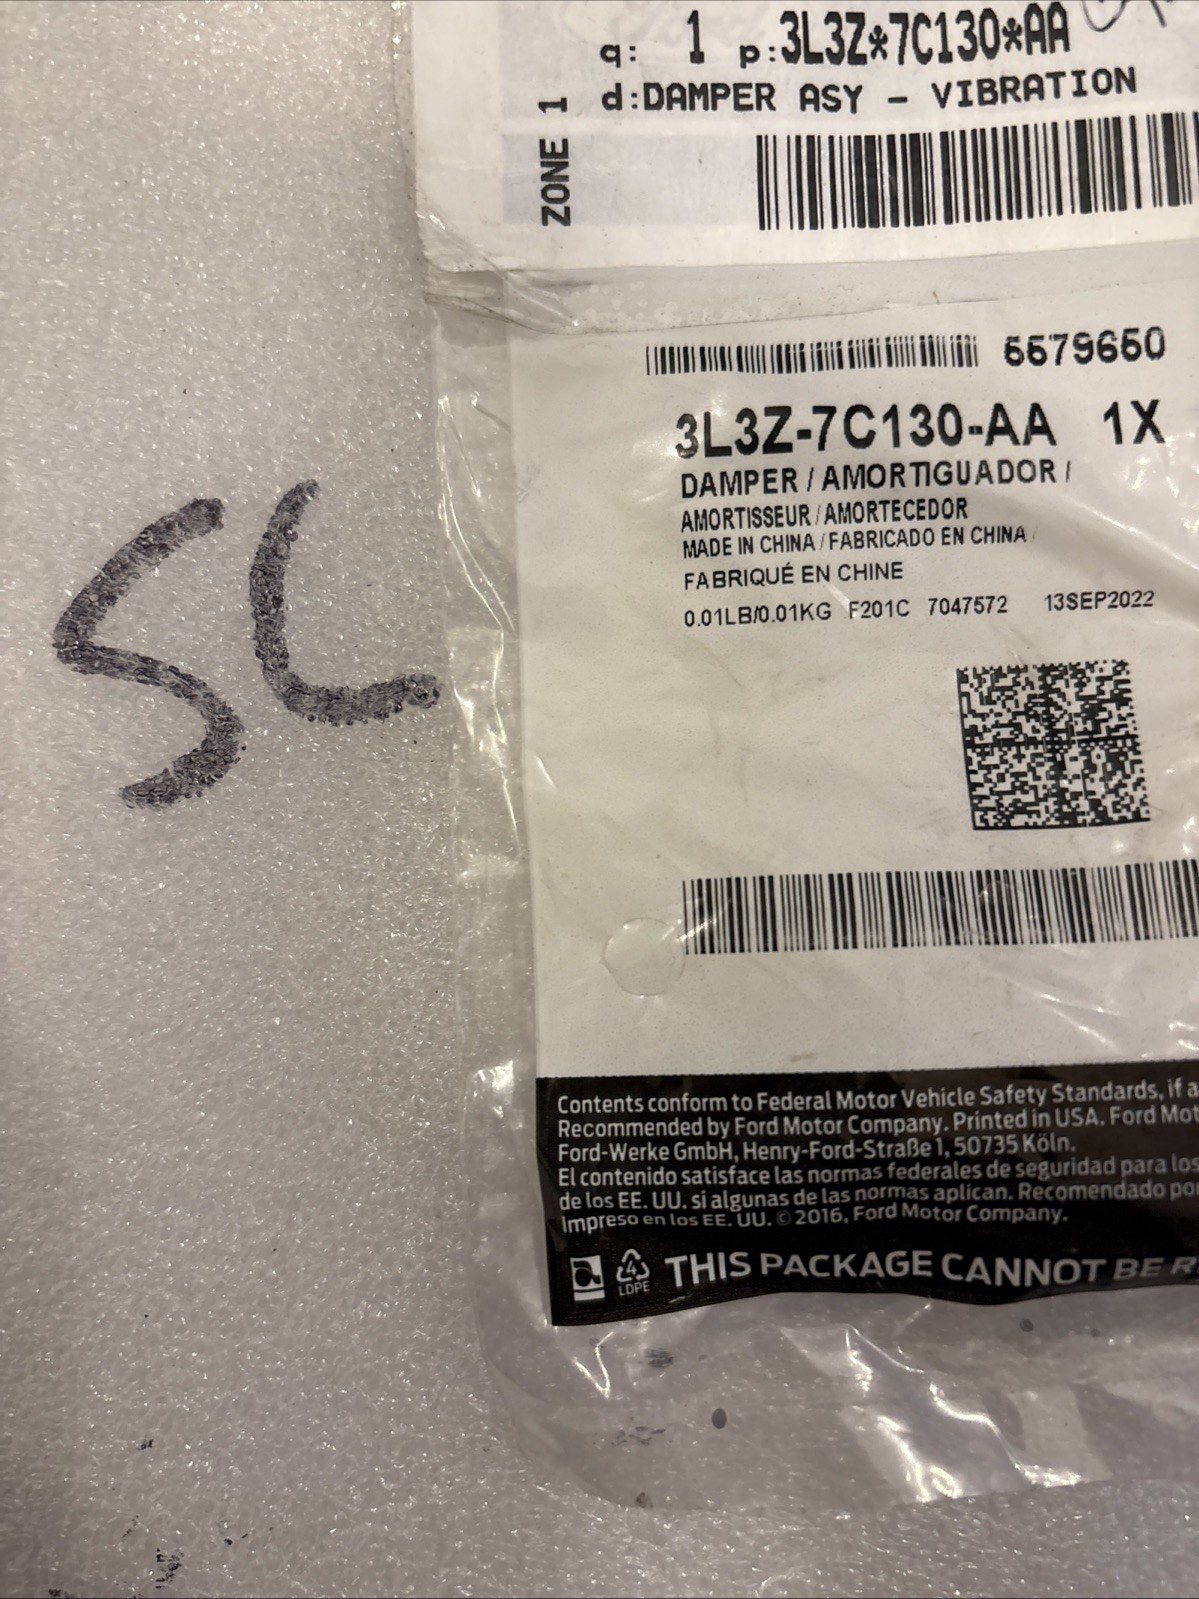 q: 1 p:3L3Z*7C130*AA
d:DAMPER ASY - VIBRATION
ZONE 1
6679660
3L3Z-7C130-AA 1X
DAMPER / AMORTIGUADOR /
AMORTISSEUR / AMORTECEDOR
MADE IN CHINA / FABRICADO EN CHINA /
FABRIQUÉ EN CHINE
0.01LB/0.01KG F201C 7047572 13SEP2022
SL
Contents conform to Federal Motor Vehicle Safety Standards, if a
Recommended by Ford Motor Company. Printed in USA. Ford Mot
Ford-Werke GmbH, Henry-Ford-Straße 1, 50735 Köln.
El contenido satisface las normas federales de seguridad para los
de los EE. UU. si algunas de las normas aplican. Recomendado por
Impreso en los EE. UU. © 2016, Ford Motor Company.
4
LDPE
THIS PACKAGE CANNOT BE R